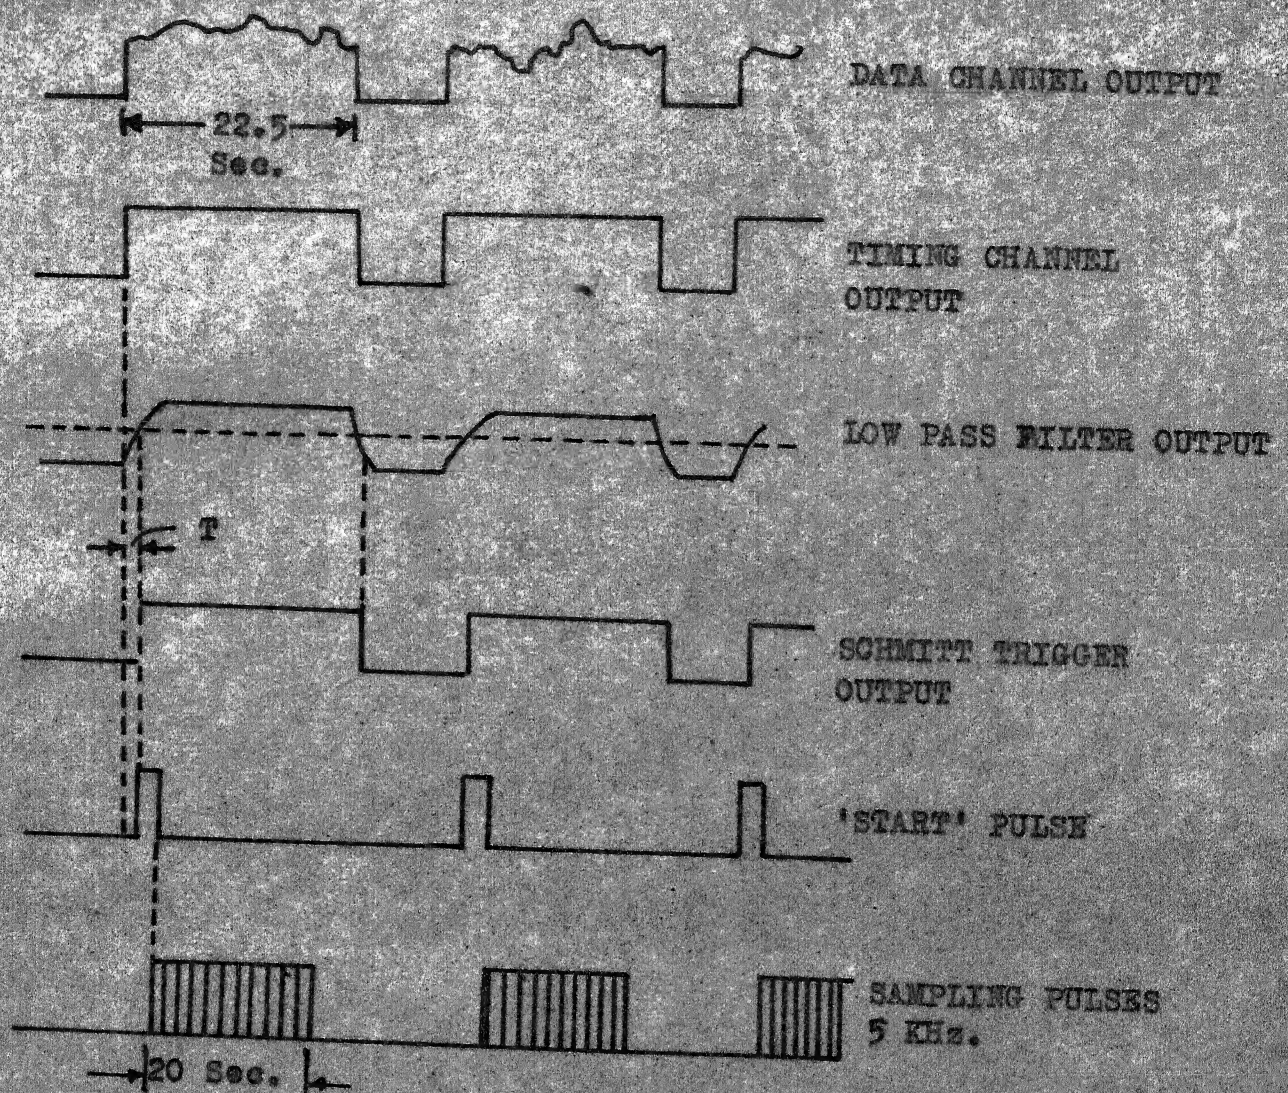 DATA CHANNEL OUTPUT
22.5
Sec.
TIMING CHANNEL
OUTPUT
LOW PASS FILTER OUTPUT
T
SCHMITT TRIGGER
OUTPUT
'START' PULSE
SAMPLING PULSES
5 KHz.
20 Sec.